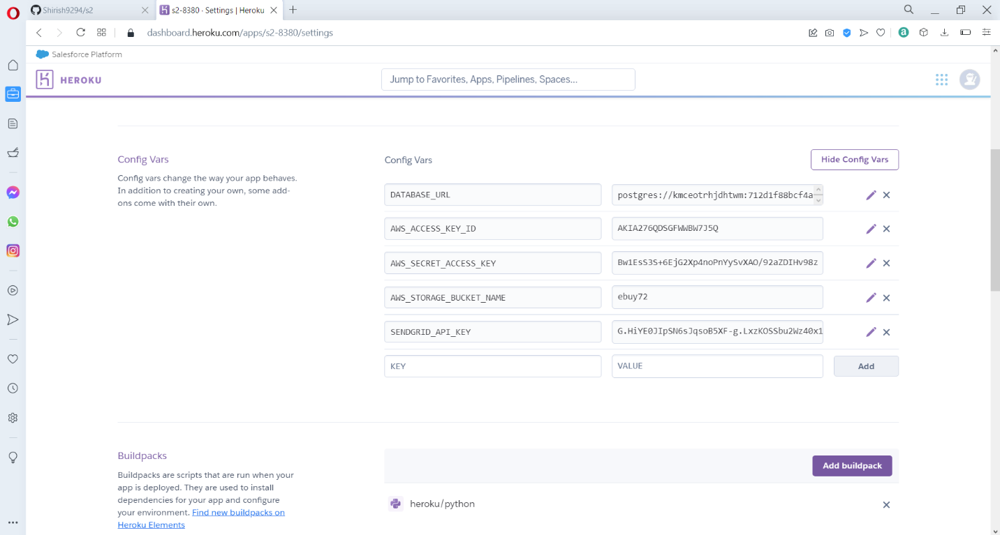 Shirish9294/s2
s2-8380 · Settings | Heroku
dashboard.heroku.com/apps/s2-8380/settings
Salesforce Platform
HEROKU
Jump to Favorites, Apps, Pipelines, Spaces...
Config Vars
Config vars change the way your app behaves.
In addition to creating your own, some add-
ons come with their own.
Config Vars
Hide Config Vars
DATABASE_URL
postgres://kmceotrhjdhtwm:712d1f88bcf4a
AWS_ACCESS_KEY_ID
AKIA276QDSGFWWBW7J5Q
AWS_SECRET_ACCESS_KEY
Bw1EsS3S+6EjG2Xp4noPnYySvXAO/92aZDIHv98z
AWS_STORAGE_BUCKET_NAME
ebuy72
SENDGRID_API_KEY
G.HiYE0JIpSN6sJqsoB5XF-g.LxzKOSSbu2Wz40x1
KEY
VALUE
Add
Buildpacks
Buildpacks are scripts that are run when your
app is deployed. They are used to install
dependencies for your app and configure
your environment. Find new buildpacks on
Heroku Elements
Add buildpack
heroku/python